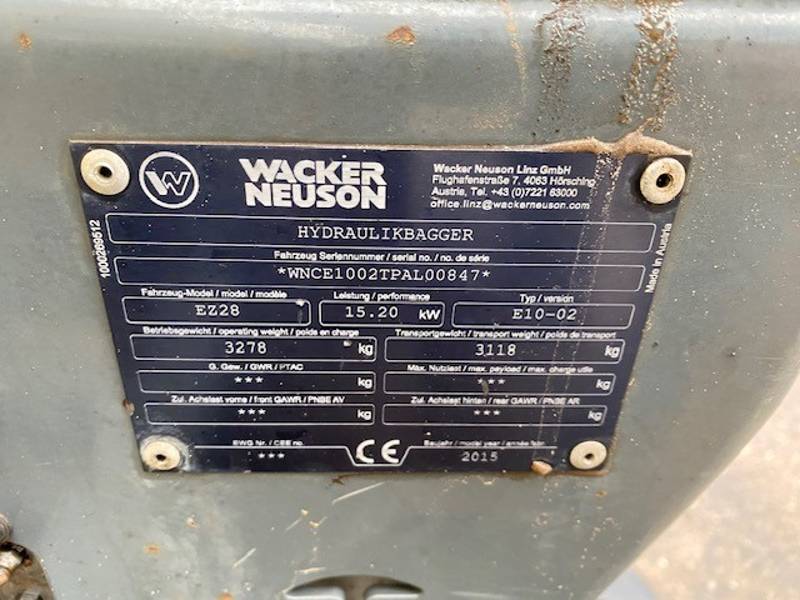 W
WACKER
NEUSON
Wacker Neuson Linz GmbH
Flughafenstraße 7, 4063 Hörsching
Austria, Tel. +43 (0)7221 63000
office.linz@wackerneuson.com
1000289512
Made in Austria
HYDRAULIKBAGGER
Fahrzeug Seriennummer / serial no. / no. de série
*WNCE1002TPAL00847*
Fahrzeug-Model / model / modèle Leistung / performance Typ / version
EZ28 15.20 kW E10-02
Betriebsgewicht / operating weight / poids en charge Transportgewicht / transport weight / poids de transport
3278 kg 3118 kg
G. Gew. / GWR / PTAC Max. Nutzlast / max. payload / max. charge utile
*** kg ** kg
Zul. Achslast vorne / front GAWR / PNBE AV Zul. Achslast hinten / rear GAWR / PNBE AR
*** kg *** kg
EWG Nr. / CEE no. CE Baujahr / model year / année fabr.
*** 2015